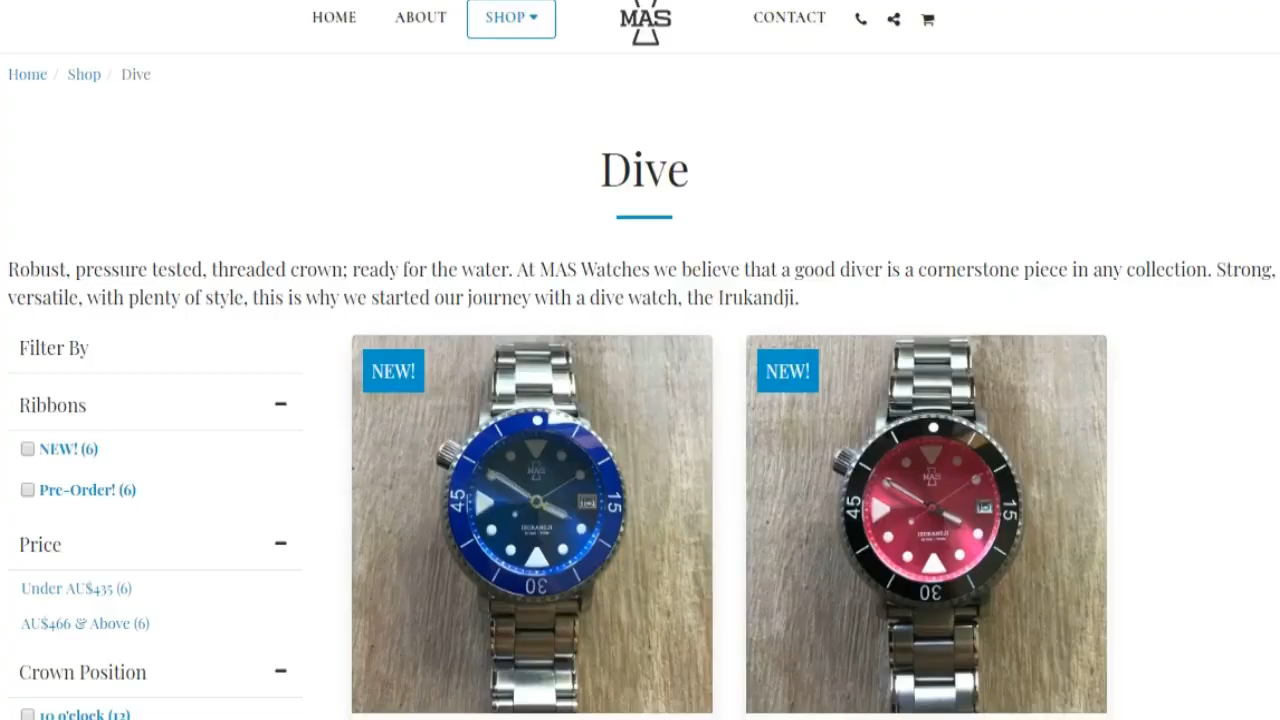 HOME ABOUT SHOP MAS CONTACT
Home / Shop / Dive
Dive
Robust, pressure tested, threaded crown; ready for the water. At MAS Watches we believe that a good diver is a cornerstone piece in any collection. Strong,
versatile, with plenty of style, this is why we started our journey with a dive watch, the Irukandji.
Filter By
Ribbons
NEW! (6)
Pre-Order! (6)
Price
Under AU$435 (6)
AU$466 & Above (6)
Crown Position
10 o'clock (12)
NEW!
MAS
45
15
IRUKANDJI
30
NEW!
MAS
45
15
IRUKANDJI
30